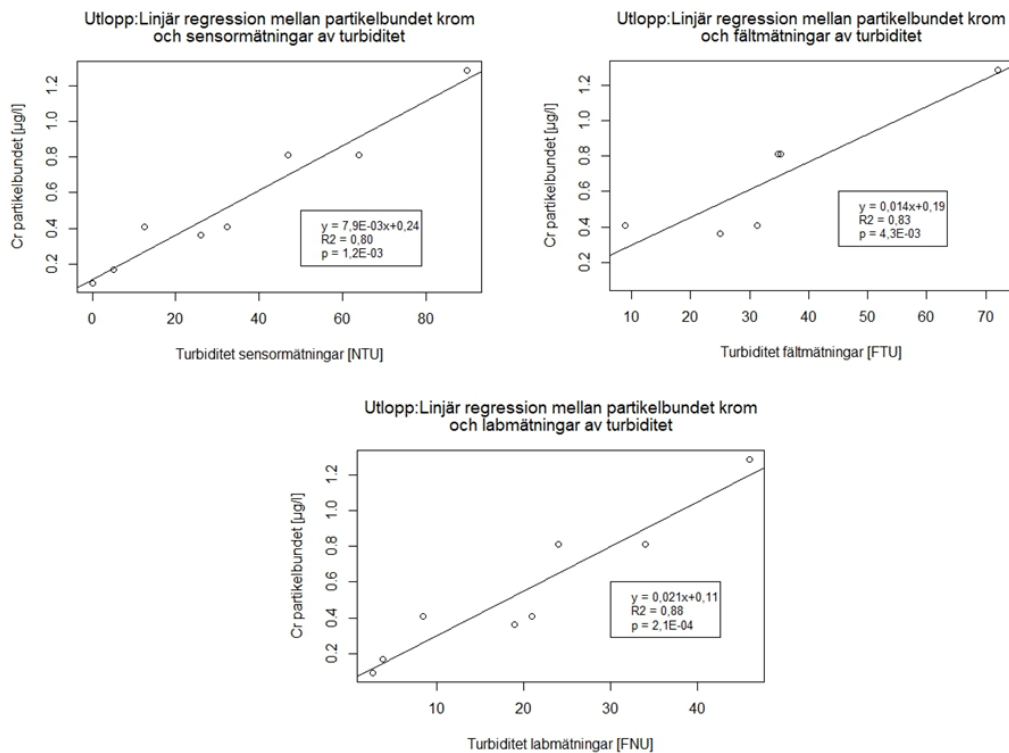 Utlopp:Linjär regression mellan partikelbundet krom
och sensormätningar av turbiditet
Cr partikelbundet [µg/l]
1.2
1.0
0.8
0.6
0.4
0.2
y = 7,9E-03x+0,24
R2 = 0,80
p = 1,2E-03
0 20 40 60 80
Turbiditet sensormätningar [NTU]
Utlopp:Linjär regression mellan partikelbundet krom
och fältmätningar av turbiditet
Cr partikelbundet [µg/l]
1.2
1.0
0.8
0.6
0.4
0.2
y = 0,014x+0,19
R2 = 0,83
p = 4,3E-03
10 20 30 40 50 60 70
Turbiditet fältmätningar [FTU]
Utlopp:Linjär regression mellan partikelbundet krom
och labmätningar av turbiditet
Cr partikelbundet [µg/l]
1.2
1.0
0.8
0.6
0.4
0.2
y = 0,021x+0,11
R2 = 0,88
p = 2,1E-04
10 20 30 40
Turbiditet labmätningar [FNU]